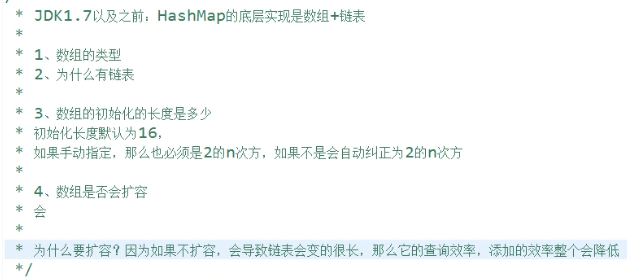 * JDK1.7以及之前：HashMap的底层实现是数组+链表
*
* 1、数组的类型
* 2、为什么有链表
*
* 3、数组的初始化的长度是多少
* 初始化长度默认为16，
* 如果手动指定，那么也必须是2的n次方，如果不是会自动纠正为2的n次方
*
* 4、数组是否会扩容
* 会
*
* 为什么要扩容？因为如果不扩容，会导致链表会变的很长，那么它的查询效率，添加的效率整个会降低
*/